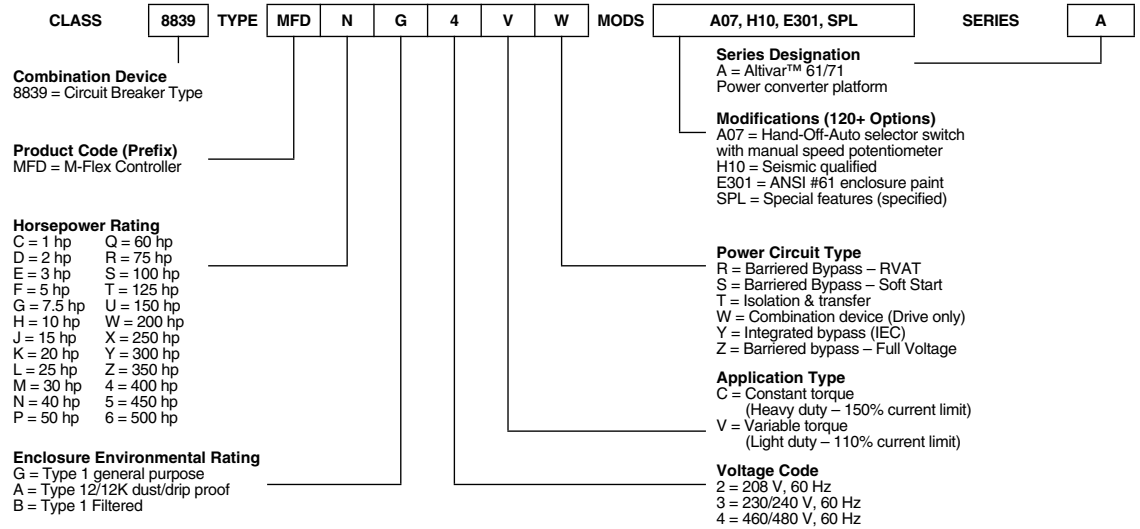 CLASS 8839 TYPE MFD N G 4 V W MODS A07, H10, E301, SPL SERIES A
Combination Device
8839 = Circuit Breaker Type
Product Code (Prefix)
MFD = M-Flex Controller
Horsepower Rating
C = 1 hp Q = 60 hp
D = 2 hp R = 75 hp
E = 3 hp S = 100 hp
F = 5 hp T = 125 hp
G = 7.5 hp U = 150 hp
H = 10 hp W = 200 hp
J = 15 hp X = 250 hp
K = 20 hp Y = 300 hp
L = 25 hp Z = 350 hp
M = 30 hp 4 = 400 hp
N = 40 hp 5 = 450 hp
P = 50 hp 6 = 500 hp
Enclosure Environmental Rating
G = Type 1 general purpose
A = Type 12/12K dust/drip proof
B = Type 1 Filtered
Series Designation
A = Altivar™ 61/71
Power converter platform
Modifications (120+ Options)
A07 = Hand-Off-Auto selector switch
with manual speed potentiometer
H10 = Seismic qualified
E301 = ANSI #61 enclosure paint
SPL = Special features (specified)
Power Circuit Type
R = Barriered Bypass – RVAT
S = Barriered Bypass – Soft Start
T = Isolation & transfer
W = Combination device (Drive only)
Y = Integrated bypass (IEC)
Z = Barriered bypass – Full Voltage
Application Type
C = Constant torque
(Heavy duty – 150% current limit)
V = Variable torque
(Light duty – 110% current limit)
Voltage Code
2 = 208 V, 60 Hz
3 = 230/240 V, 60 Hz
4 = 460/480 V, 60 Hz